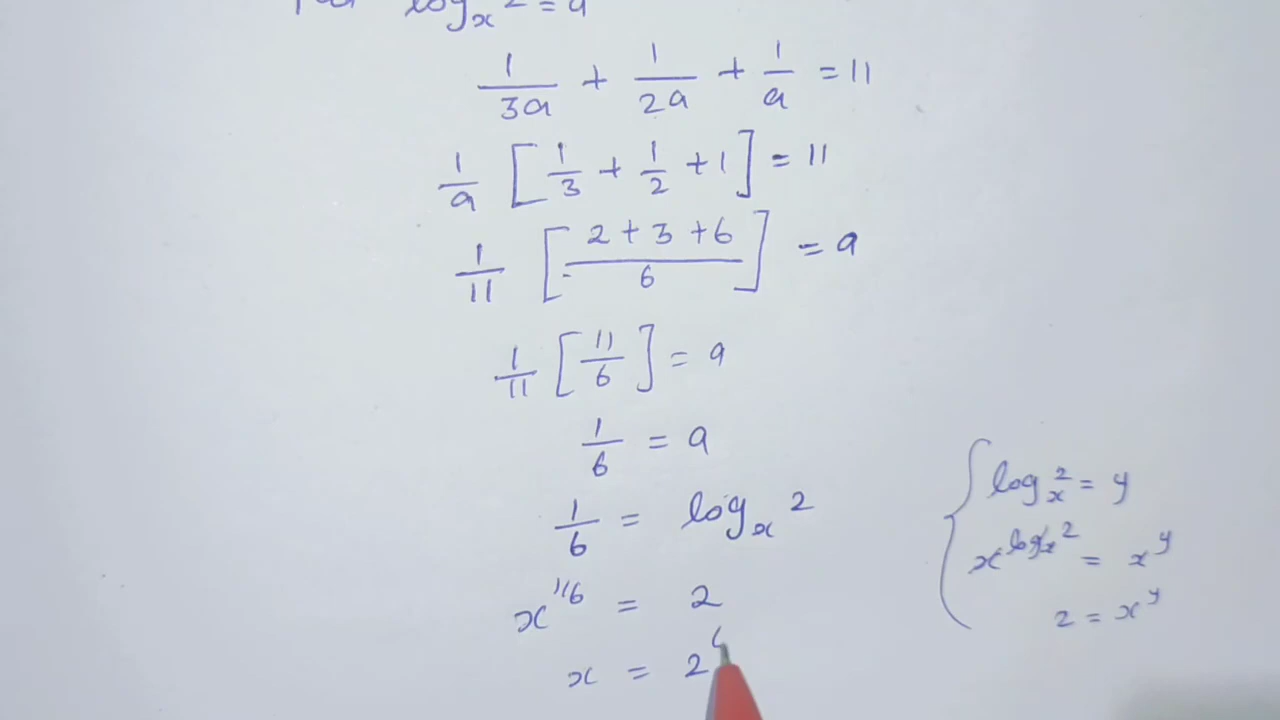 log_x 2 = a
1/3a + 1/2a + 1/a = 11
1/a [1/3 + 1/2 + 1] = 11
1/11 [(2 + 3 + 6)/6] = a
1/11 [11/6] = a
1/6 = a
1/6 = log_x 2
x^1/6 = 2
x = 2
{ log_x 2 = y
x^log_x 2 = x^y
2 = x^y